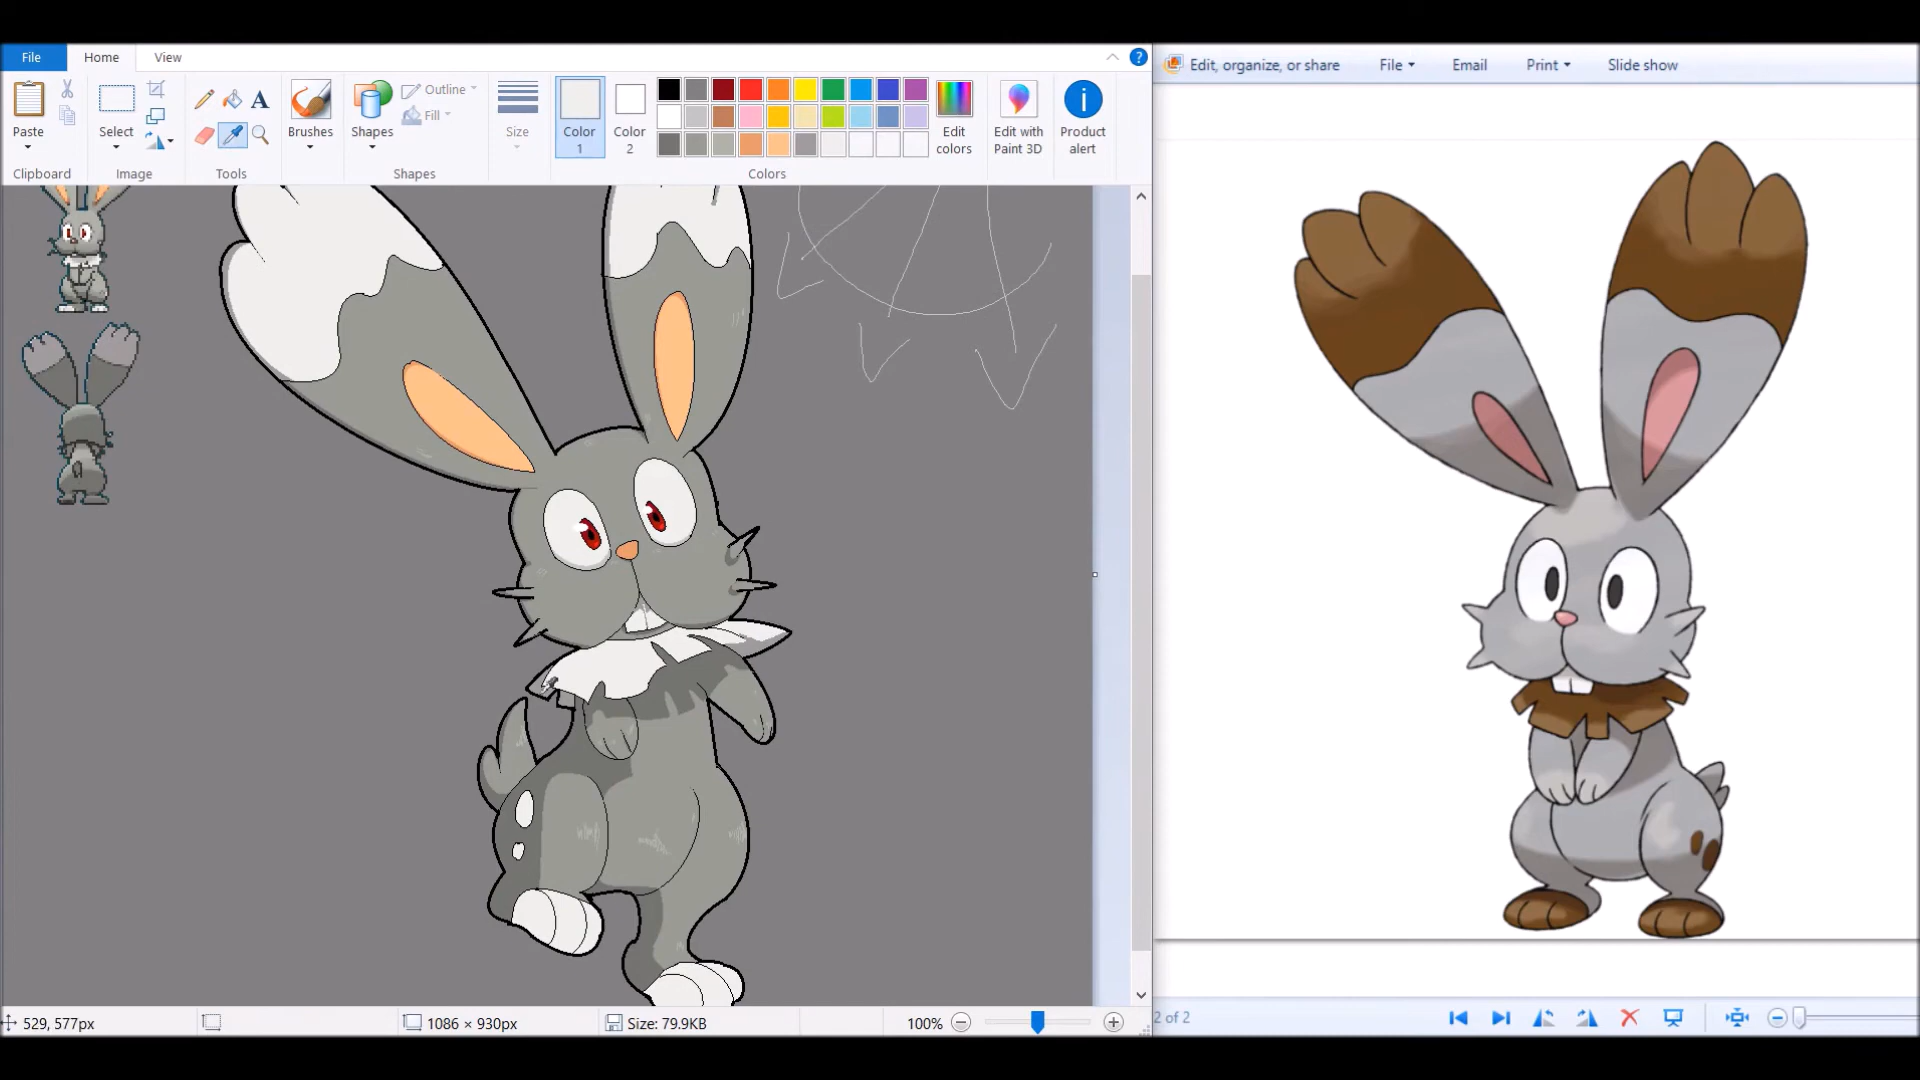 File Home View
Edit, organize, or share File Email Print Slide show
Paste
Select
Brushes
Shapes
Outline
Fill
Size
Color 1
Color 2
Edit colors
Edit with Paint 3D
Product alert
Clipboard Image Tools Shapes Colors
529, 577px 1086 × 930px Size: 79.9KB 100%
2 of 2